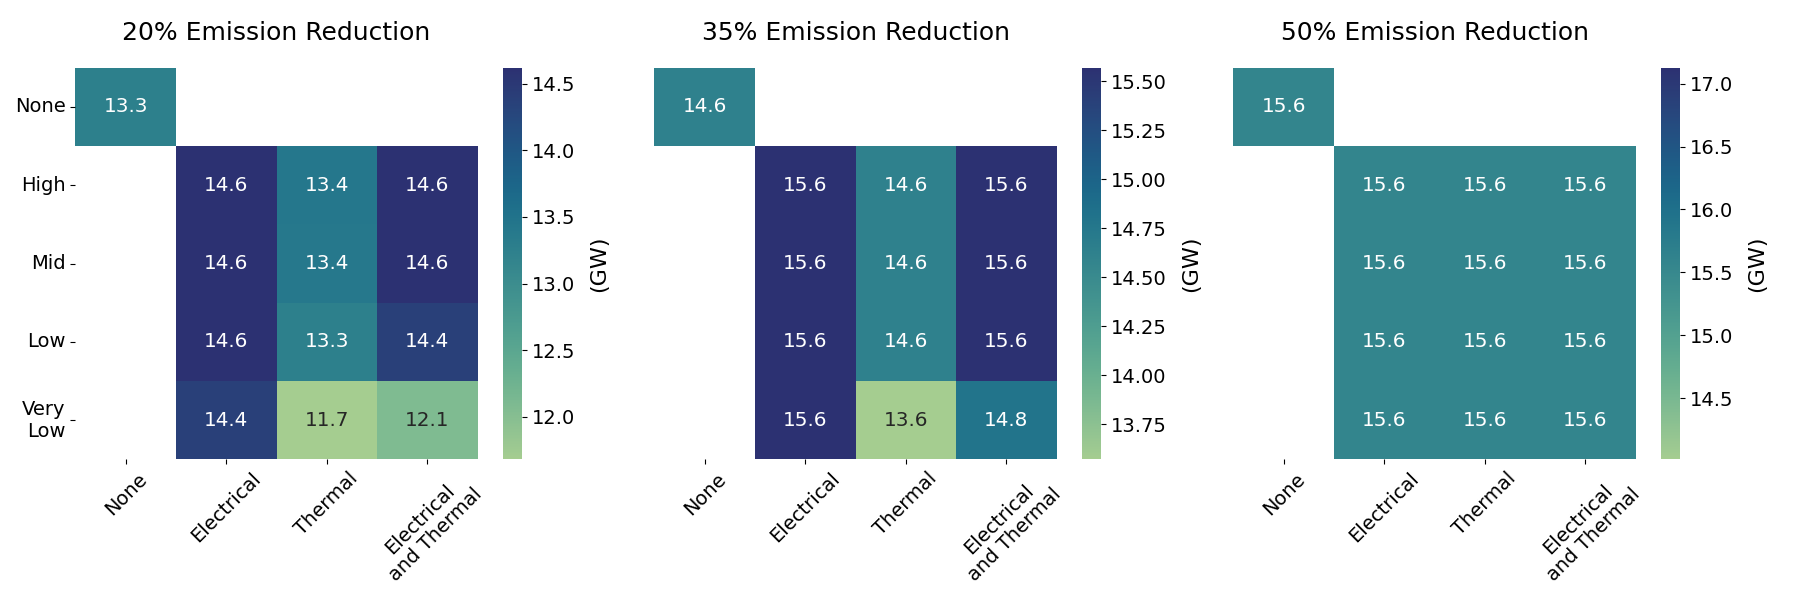 20% Emission Reduction
35% Emission Reduction
50% Emission Reduction
None
High
Mid
Low
Very
Low
13.3
14.6 13.4 14.6
14.6 13.4 14.6
14.6 13.3 14.4
14.4 11.7 12.1
None
Electrical
Thermal
Electrical
and Thermal
14.5
14.0
13.5
13.0
12.5
12.0
(GW)
14.6
15.6 14.6 15.6
15.6 14.6 15.6
15.6 14.6 15.6
15.6 13.6 14.8
None
Electrical
Thermal
Electrical
and Thermal
15.50
15.25
15.00
14.75
14.50
14.25
14.00
13.75
(GW)
15.6
15.6 15.6 15.6
15.6 15.6 15.6
15.6 15.6 15.6
15.6 15.6 15.6
None
Electrical
Thermal
Electrical
and Thermal
17.0
16.5
16.0
15.5
15.0
14.5
(GW)